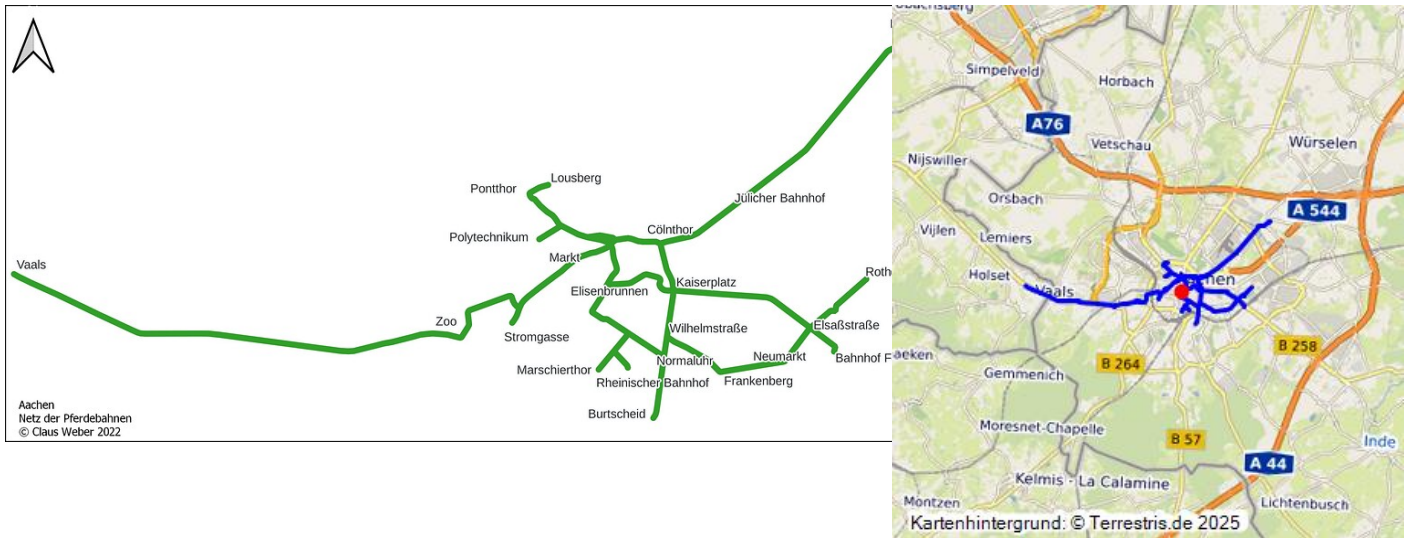 Lousberg
Pontthor
Jülicher Bahnhof
Polytechnikum
Cölnthor
Markt
Vaals
Kaiserplatz
Elisenbrunnen
Zoo
Stromgasse
Wilhelmstraße
Elsaßstraße
Normaluhr
Neumarkt
Bahnhof
Marschierthor
Rheinischer Bahnhof
Frankenberg
Burtscheid
Aachen
Netz der Pferdebahnen
© Claus Weber 2022
Simpelveld
Horbach
A76
Vetschau
Würselen
Nijswiller
Orsbach
A 544
Vijlen
Lemiers
Holset
Vaals
B 258
B 264
Gemmenich
Moresnet-Chapelle
B 57
Inde
A 44
Kelmis - La Calamine
Montzen
Lichtenbusch
Kartenhintergrund: © Terrestris.de 2025